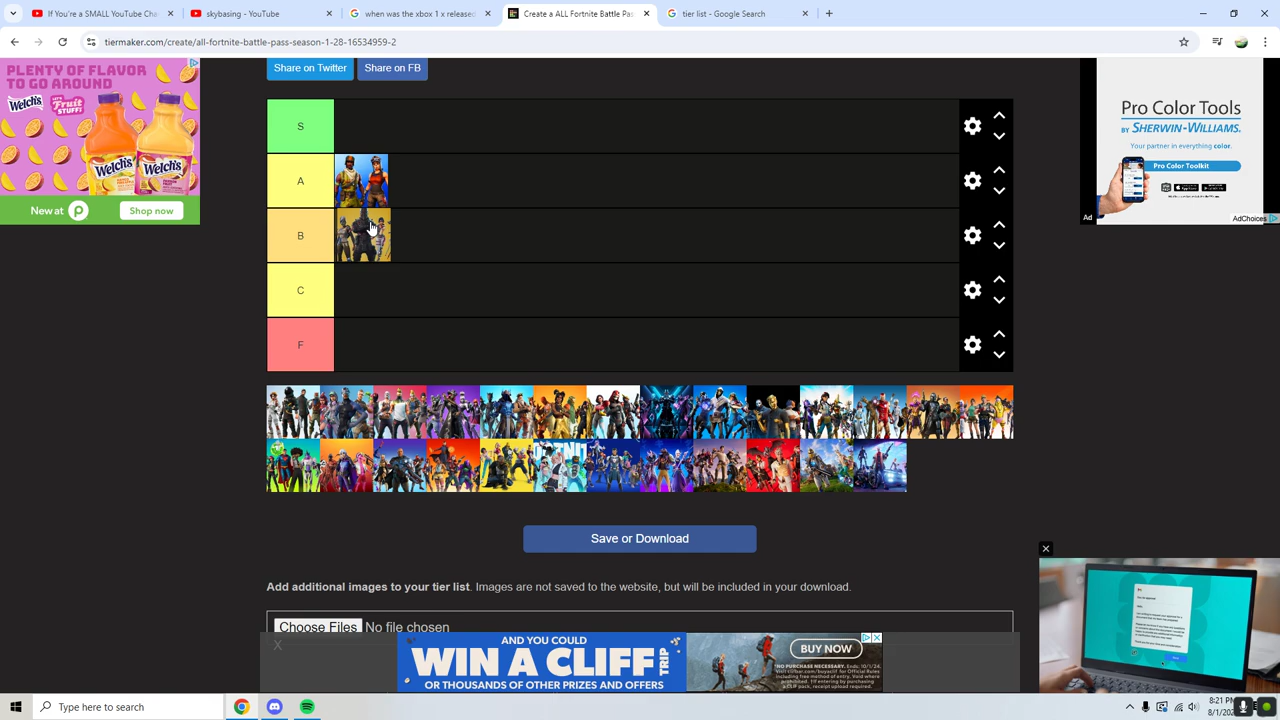 If you're a SMALL YouTube Cha
skybasing - YouTube
when was the xbox 1 x released
Create a ALL Fortnite Battle Pas
tier list - Google Search
tiermaker.com/create/all-fortnite-battle-pass-season-1-28-16534959-2
PLENTY OF FLAVOR
TO GO AROUND
Welch's
Fruit
STUFF!
Welch's
Welch's
New at
Shop now
Share on Twitter
Share on FB
S
A
B
C
F
Pro Color Tools
BY SHERWIN-WILLIAMS.
Your partner in everything color.
Pro Color Toolkit
Ad
AdChoices
Save or Download
Add additional images to your tier list. Images are not saved to the website, but will be included in your download.
Choose Files No file chosen
X
AND YOU COULD
WIN A CLIFF
TRIP
OR THOUSANDS OF OTHER TRIZES AND OFFERS
BUY NOW
Type here to search
8:21 PM
8/1/2